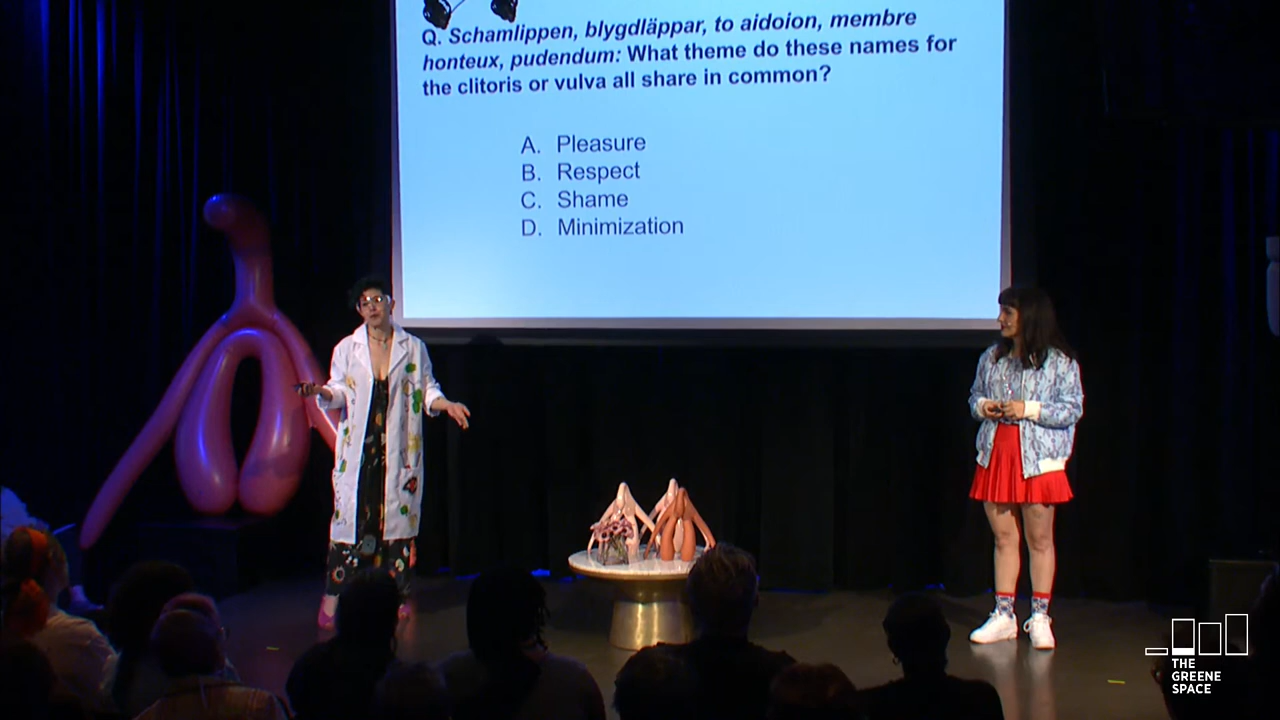 Q. Schamlippen, blygdläppar, to aidoion, membre
honteux, pudendum: What theme do these names for
the clitoris or vulva all share in common?
A. Pleasure
B. Respect
C. Shame
D. Minimization
THE
GREENE
SPACE